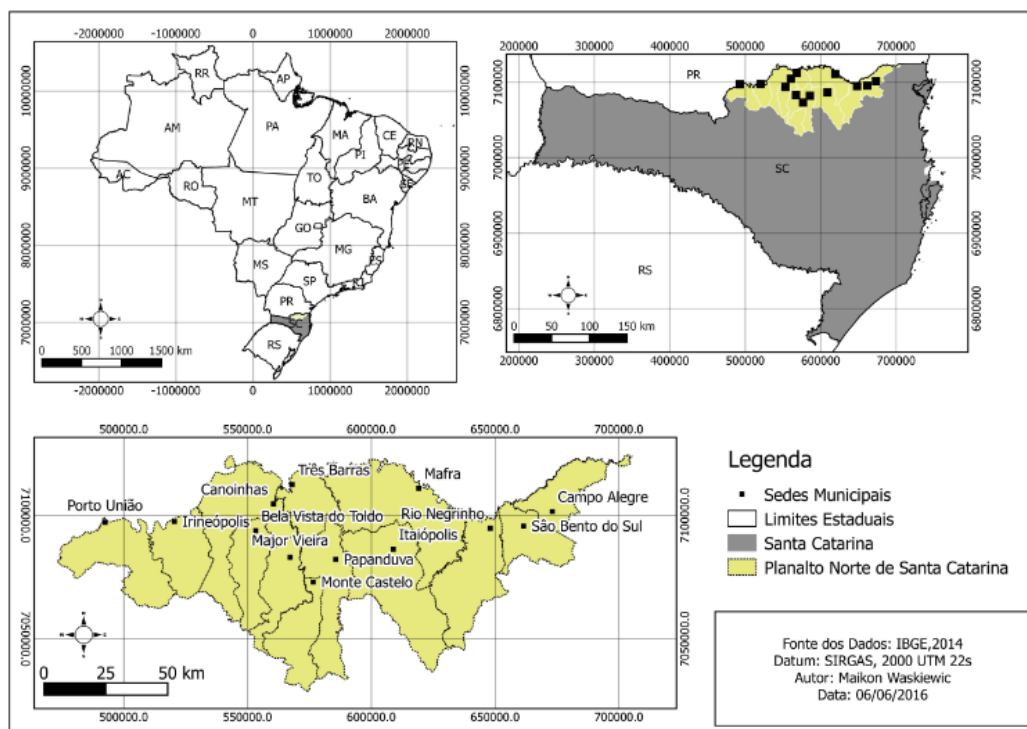 -2000000 -1000000 0 1000000 2000000
10000000
9000000
8000000
7000000
RR
AP
AM
PA
MA
CE
RN
PI
AC
TO
RO
BA
MT
GO
MG
MS
ES
SP
RJ
PR
SC
RS
0 500 1000 1500 km
-2000000 -1000000 0 1000000 2000000
10000000
9000000
8000000
7000000
200000 300000 400000 500000 600000 700000
7100000
7000000
6900000
6800000
PR
SC
RS
0 50 100 150 km
200000 300000 400000 500000 600000 700000
7100000
7000000
6900000
6800000
500000.0 550000.0 600000.0 650000.0 700000.0
7100000.0
7050000.0
Três Barras
Mafra
Canoinhas
Campo Alegre
Porto União
Rio Negrinho
Irineópolis
Bela Vista do Toldo
São Bento do Sul
Major Vieira
Itaiópolis
Papanduva
Monte Castelo
0 25 50 km
500000.0 550000.0 600000.0 650000.0 700000.0
7100000.0
7050000.0
Legenda
Sedes Municipais
Limites Estaduais
Santa Catarina
Planalto Norte de Santa Catarina
Fonte dos Dados: IBGE,2014
Datum: SIRGAS, 2000 UTM 22s
Autor: Maikon Waskiewic
Data: 06/06/2016